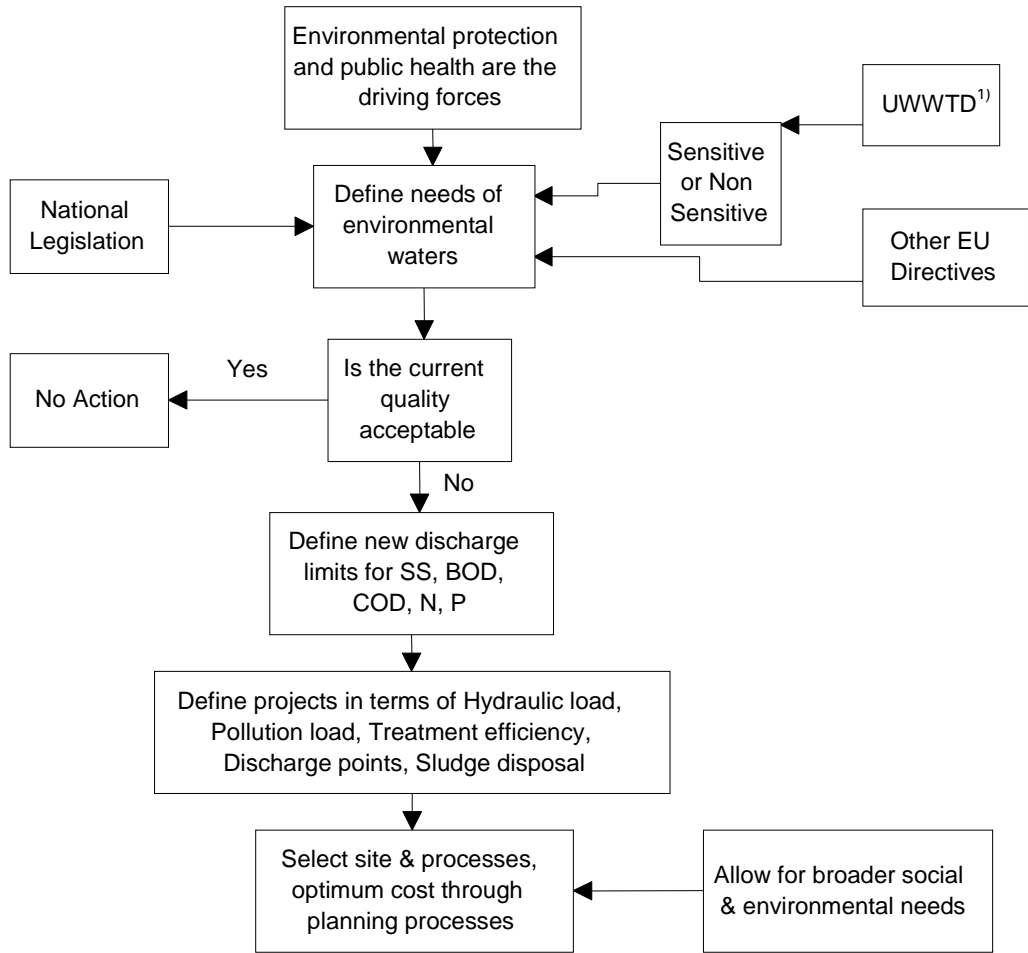 Environmental protection
and public health are the
driving forces
UWWTD¹⁾
Sensitive
or Non
Sensitive
National
Legislation
Define needs of
environmental
waters
Other EU
Directives
No Action
Yes
Is the current
quality
acceptable
No
Define new discharge
limits for SS, BOD,
COD, N, P
Define projects in terms of Hydraulic load,
Pollution load, Treatment efficiency,
Discharge points, Sludge disposal
Select site & processes,
optimum cost through
planning processes
Allow for broader social
& environmental needs